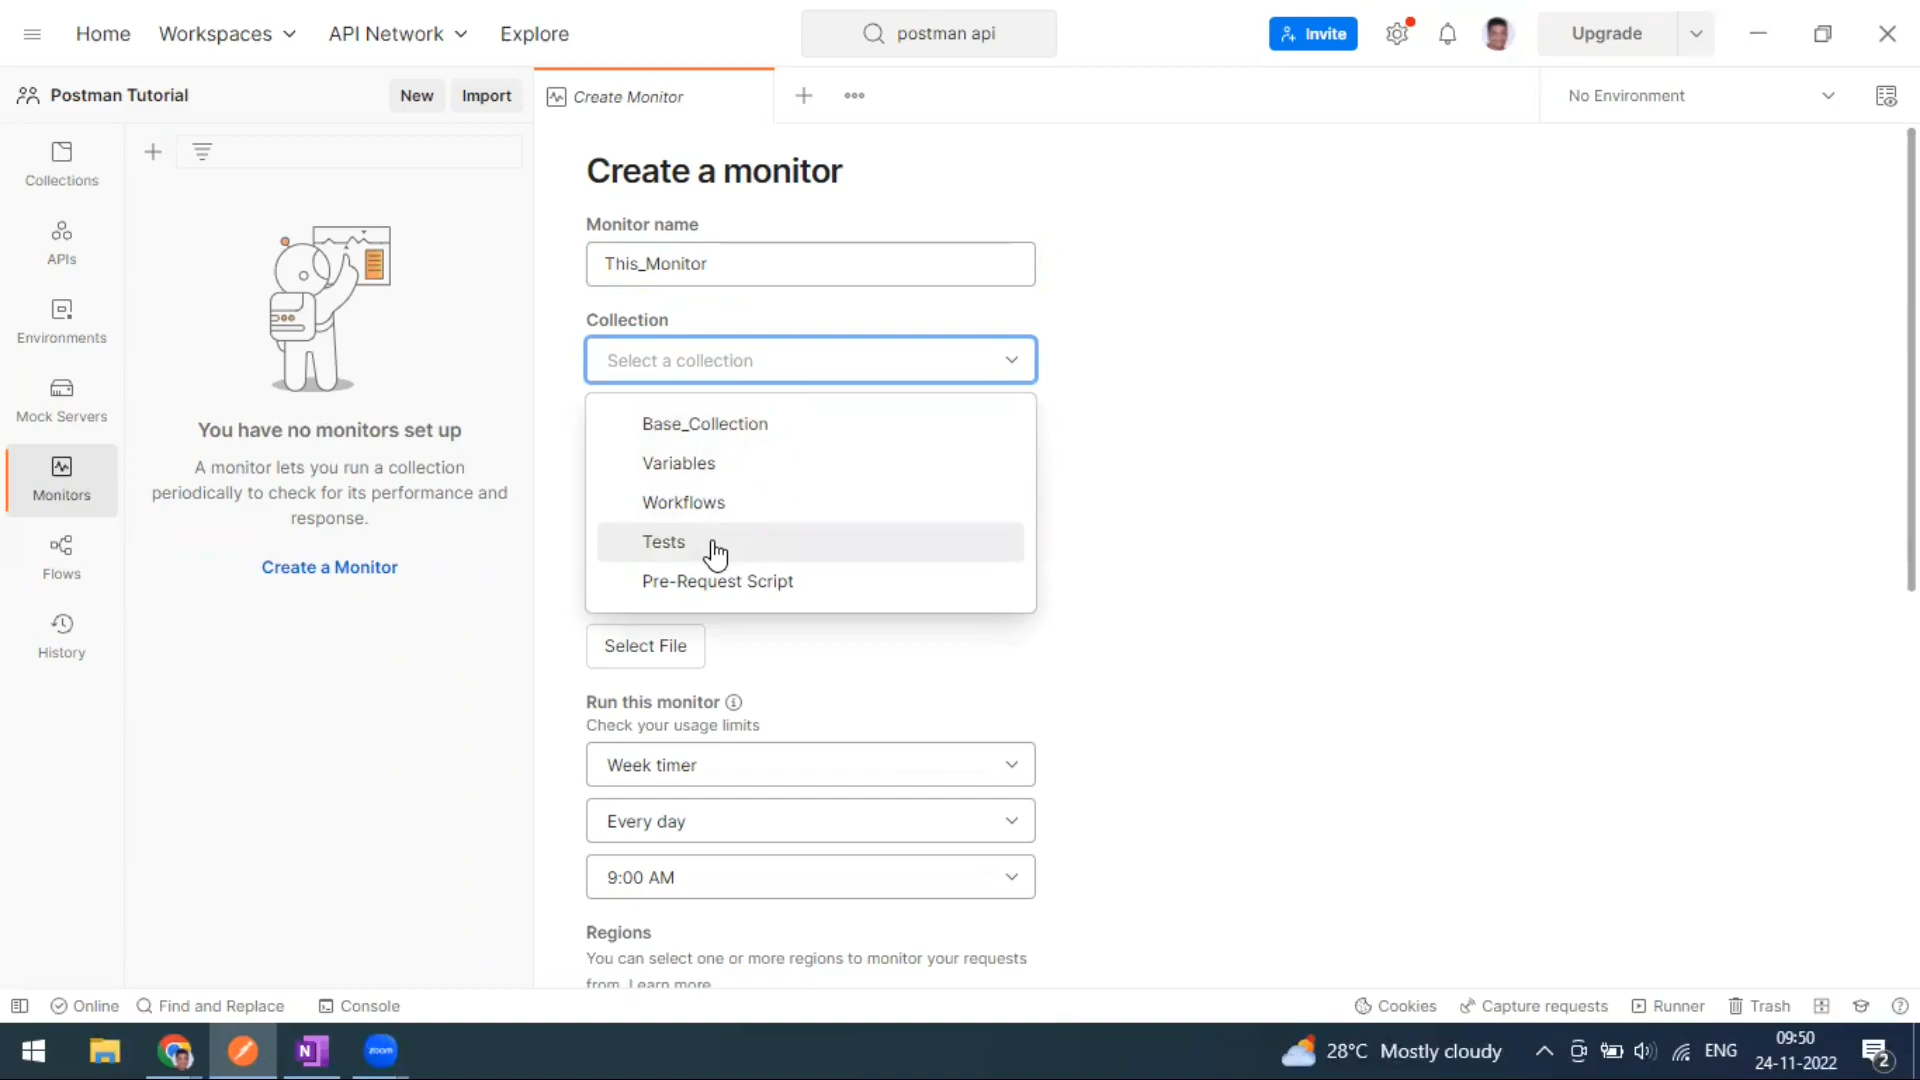 Home
Workspaces
API Network
Explore
postman api
Invite
Upgrade
Postman Tutorial
New
Import
Create Monitor
No Environment
Collections
APIs
Environments
Mock Servers
Monitors
Flows
History
You have no monitors set up
A monitor lets you run a collection
periodically to check for its performance and
response.
Create a Monitor
Create a monitor
Monitor name
This_Monitor
Collection
Select a collection
Base_Collection
Variables
Workflows
Tests
Pre-Request Script
Select File
Run this monitor
Check your usage limits
Week timer
Every day
9:00 AM
Regions
You can select one or more regions to monitor your requests
from. Learn more
Online
Find and Replace
Console
Cookies
Capture requests
Runner
Trash
N
zoom
28°C Mostly cloudy
ENG
09:50
24-11-2022
2